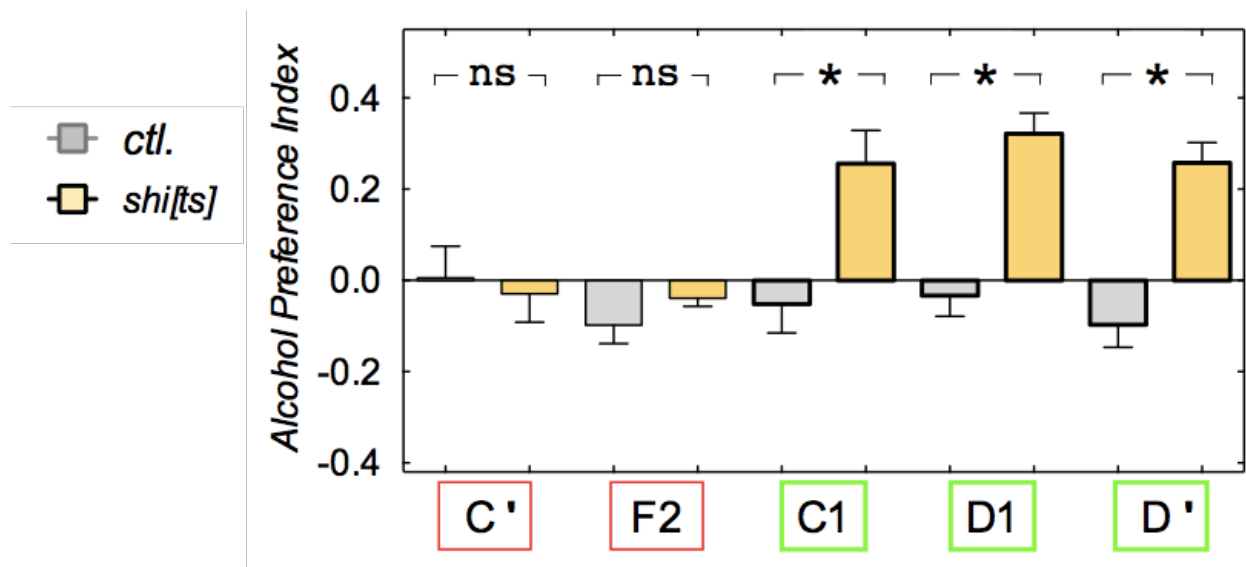 ctl.
shi[ts]
Alcohol Preference Index
0.4
0.2
0.0
-0.2
-0.4
ns
ns
*
*
*
C '
F2
C1
D1
D '